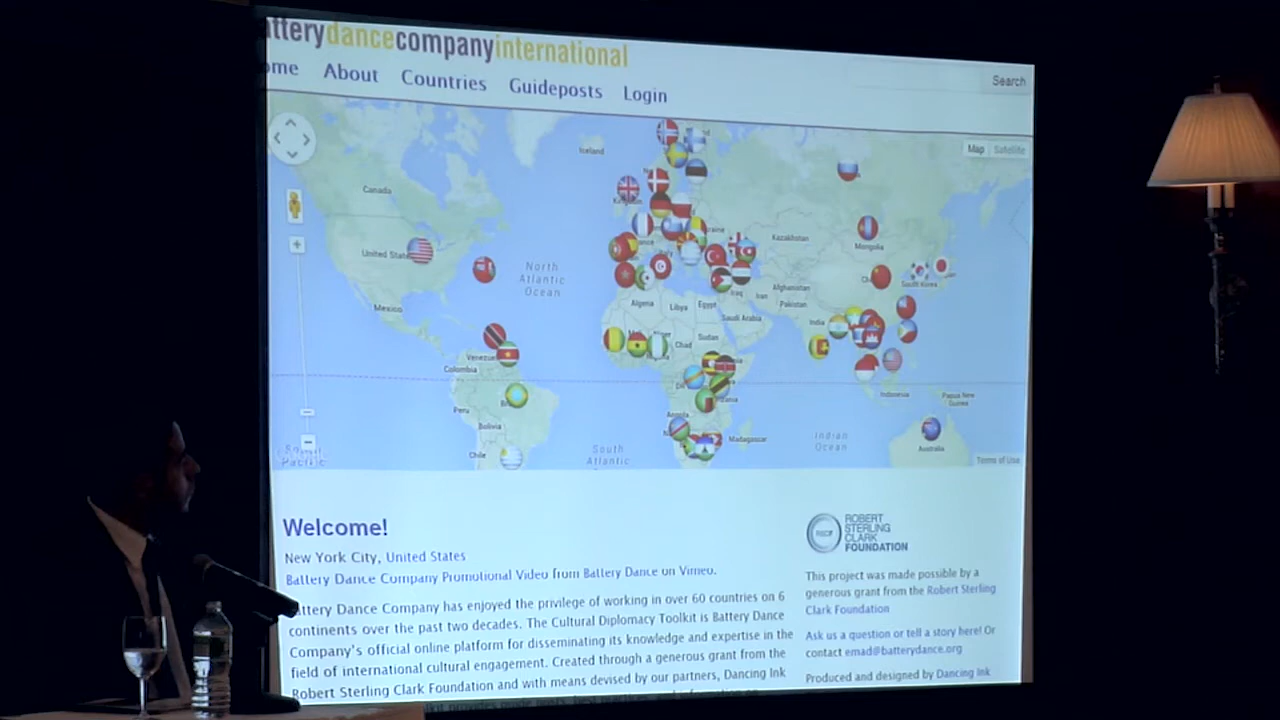 atterydancecompanyinternational
ome About Countries Guideposts Login
Search
Map Satellite
Iceland
Canada
United States
North
Atlantic
Ocean
Mexico
Venezuela
Colombia
Peru
Bolivia
Chile
South
Pacific
South
Atlantic
Kazakhstan
Mongolia
South Korea
Afghanistan
Iraq
Iran
Pakistan
Algeria
Libya
Egypt
Saudi Arabia
India
Chad
Sudan
Angola
Madagascar
Indian
Ocean
Indonesia
Papua New
Guinea
Australia
Terms of Use
Welcome!
New York City, United States
Battery Dance Company Promotional Video from Battery Dance on Vimeo.
attery Dance Company has enjoyed the privilege of working in over 60 countries on 6
continents over the past two decades. The Cultural Diplomacy Toolkit is Battery Dance
Company's official online platform for disseminating its knowledge and expertise in the
field of international cultural engagement. Created through a generous grant from the
Robert Sterling Clark Foundation and with means devised by our partners, Dancing Ink
RSCF
ROBERT
STERLING
CLARK
FOUNDATION
This project was made possible by a
generous grant from the Robert Sterling
Clark Foundation
Ask us a question or tell a story here! Or
contact emad@batterydance.org
Produced and designed by Dancing Ink